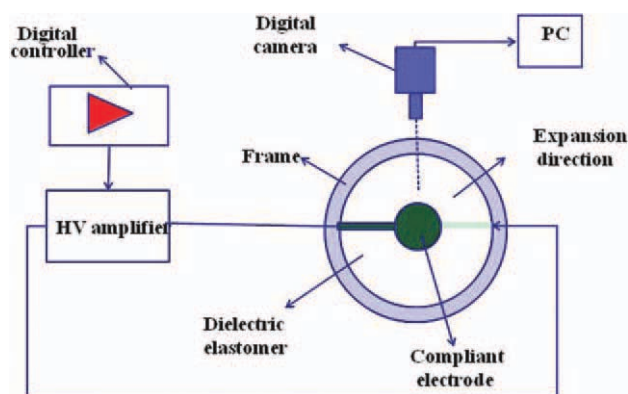 Digital
controller
Digital
camera
PC
Frame
Expansion
direction
HV amplifier
Dielectric
elastomer
Compliant
electrode